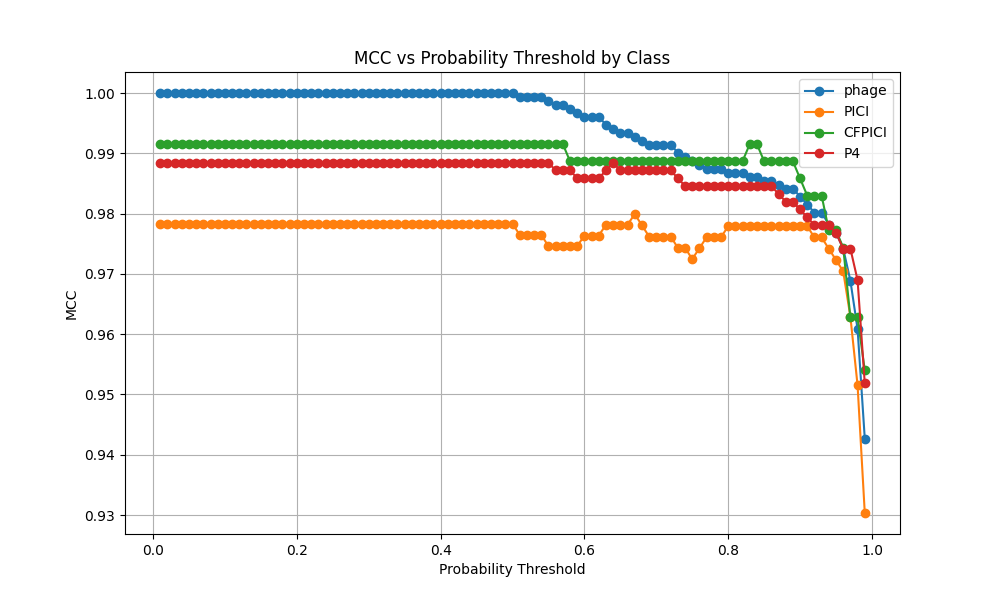 MCC vs Probability Threshold by Class
phage
PICI
CFPICI
P4
MCC
1.00
0.99
0.98
0.97
0.96
0.95
0.94
0.93
0.0 0.2 0.4 0.6 0.8 1.0
Probability Threshold